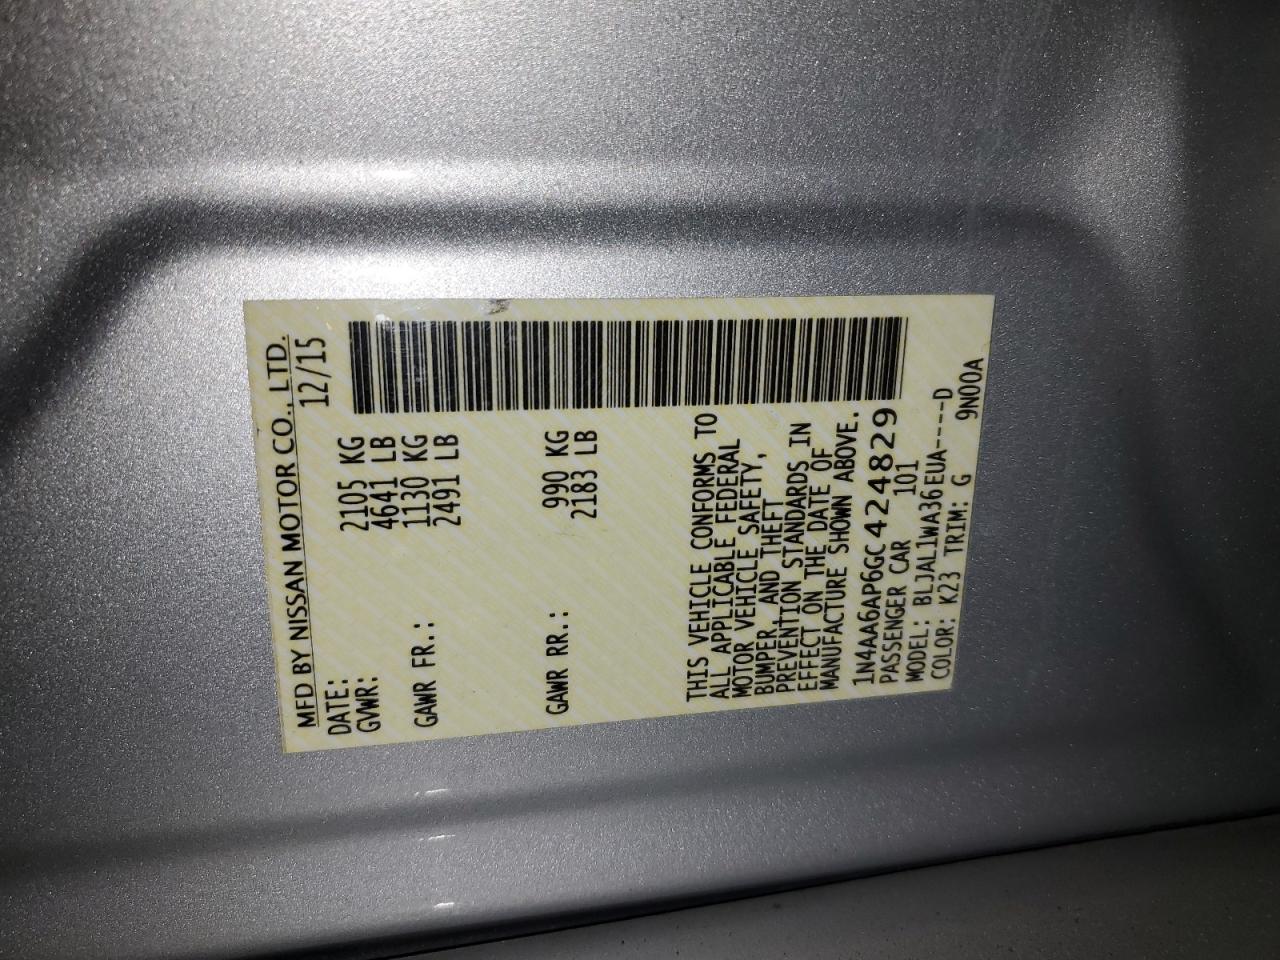 MFD BY NISSAN MOTOR CO., LTD.
DATE: 12/15
GVWR: 2105 KG
4641 LB
GAWR FR.: 1130 KG
2491 LB
GAWR RR.: 990 KG
2183 LB
THIS VEHICLE CONFORMS TO
ALL APPLICABLE FEDERAL
MOTOR VEHICLE SAFETY,
BUMPER, AND THEFT
PREVENTION STANDARDS IN
EFFECT ON THE DATE OF
MANUFACTURE SHOWN ABOVE.
1N4AA6AP6GC424829
PASSENGER CAR 101
MODEL: BLJAL1WA36EUA----D
COLOR: K23 TRIM: G 9N00A